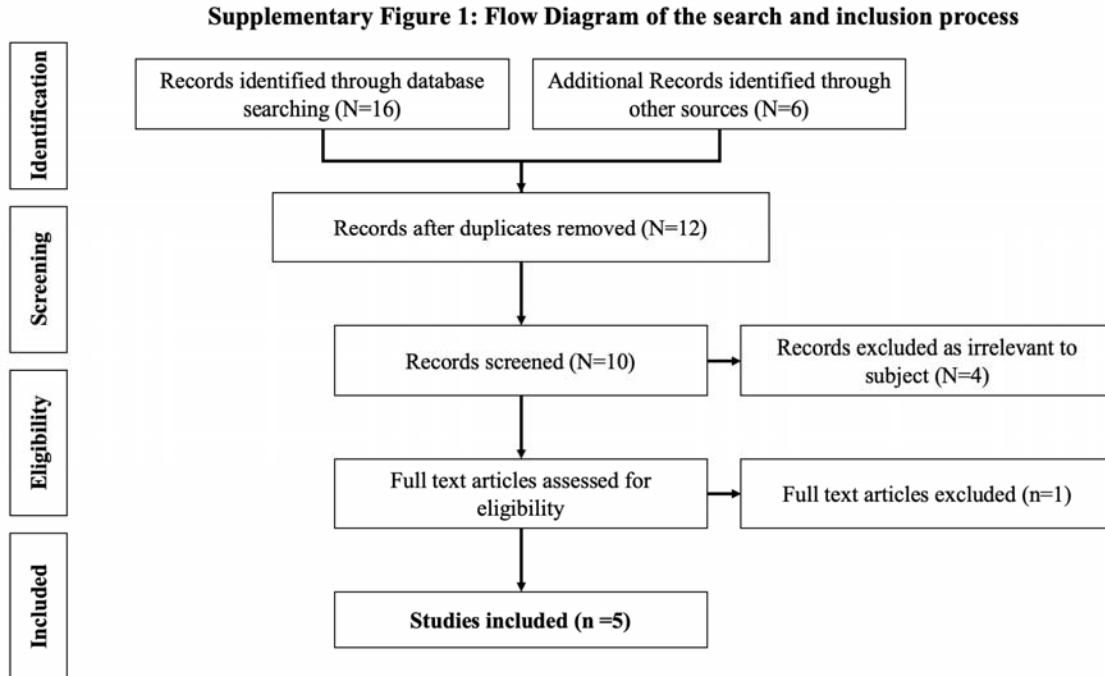 Supplementary Figure 1: Flow Diagram of the search and inclusion process
Identification
Records identified through database
searching (N=16)
Additional Records identified through
other sources (N=6)
Screening
Records after duplicates removed (N=12)
Records screened (N=10)
Records excluded as irrelevant to
subject (N=4)
Eligibility
Full text articles assessed for
eligibility
Full text articles excluded (n=1)
Included
Studies included (n =5)